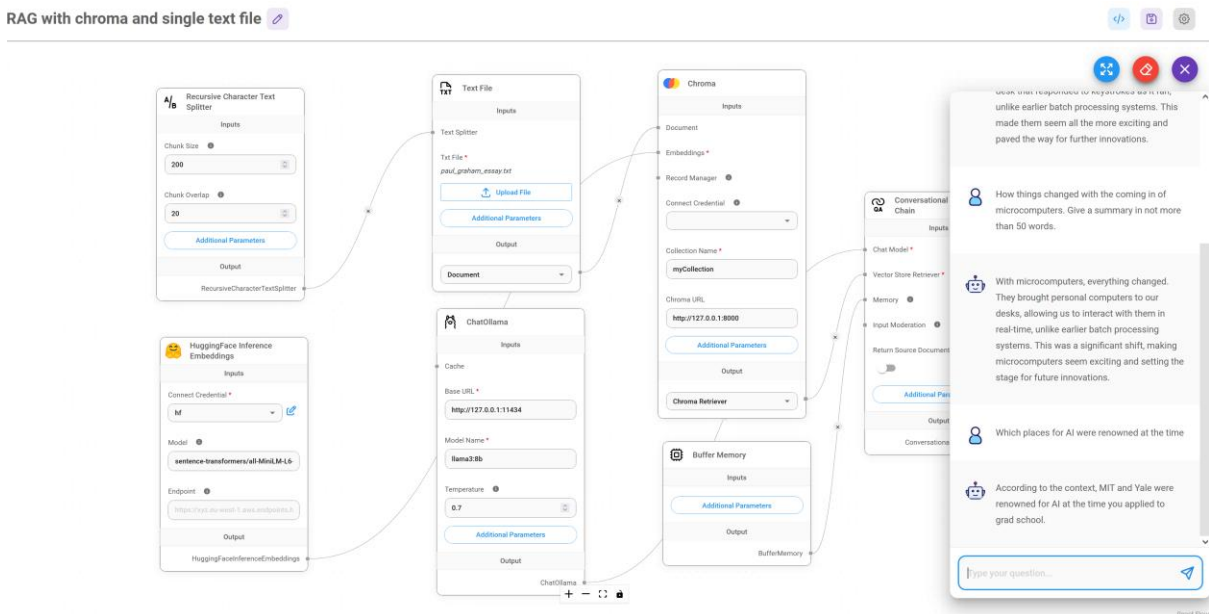 RAG with chroma and single text file
Recursive Character Text
Splitter
Inputs
Chunk Size
200
Chunk Overlap
20
Additional Parameters
Output
RecursiveCharacterTextSplitter
HuggingFace Inference
Embeddings
Inputs
Connect Credential *
hf
Model
sentence-transformers/all-MiniLM-L6-
Endpoint
Output
HuggingFaceInferenceEmbeddings
TXT
Text File
Inputs
Text Splitter
Txt File *
paul_graham_essay.txt
Upload File
Additional Parameters
Output
Document
ChatOllama
Inputs
Cache
Base URL *
http://127.0.0.1:11434
Model Name *
llama3:8b
Temperature
0.7
Additional Parameters
Output
ChatOllama
Chroma
Inputs
Document
Embeddings *
Record Manager
Connect Credential
Collection Name *
myCollection
Chroma URL
http://127.0.0.1:8000
Additional Parameters
Output
Chroma Retriever
Buffer Memory
Inputs
Additional Parameters
Output
BufferMemory
QA
Conversational
Chain
Inputs
Chat Model *
Vector Store Retriever *
Memory
Input Moderation
Return Source Document
Additional Par
Output
Conversationa
desk that responded to keystrokes as it ran,
unlike earlier batch processing systems. This
made them seem all the more exciting and
paved the way for further innovations.
How things changed with the coming in of
microcomputers. Give a summary in not more
than 50 words.
With microcomputers, everything changed.
They brought personal computers to our
desks, allowing us to interact with them in
real-time, unlike earlier batch processing
systems. This was a significant shift, making
microcomputers seem exciting and setting the
stage for future innovations.
Which places for AI were renowned at the time
According to the context, MIT and Yale were
renowned for AI at the time you applied to
grad school.
Type your question...